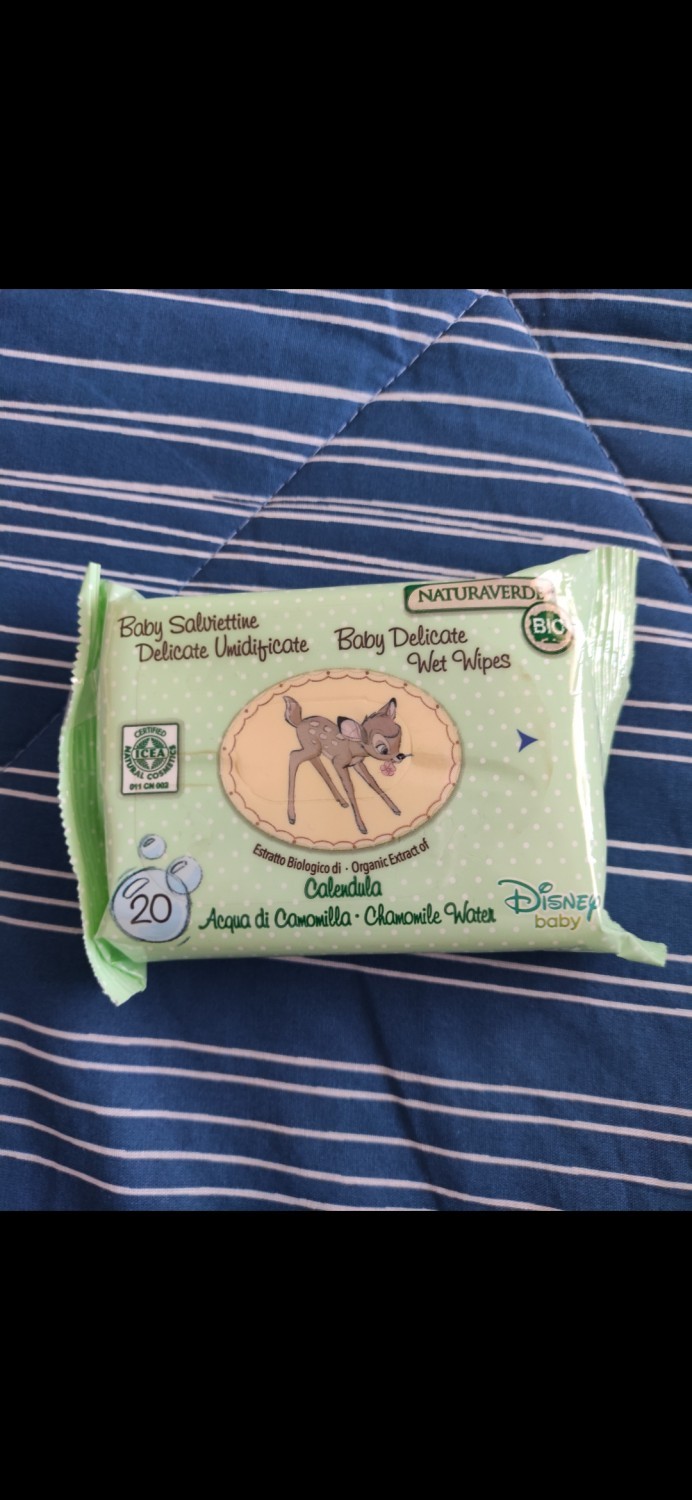 NATURAVERDE
BIO
Baby Salviettine
Delicate Umidificate
Baby Delicate
Wet Wipes
CERTIFIED
ICEA
NATURAL COSMETICS
011 CN 002
Estratto Biologico di · Organic Extract of
Calendula
Acqua di Camomilla · Chamomile Water
20
Disney
baby